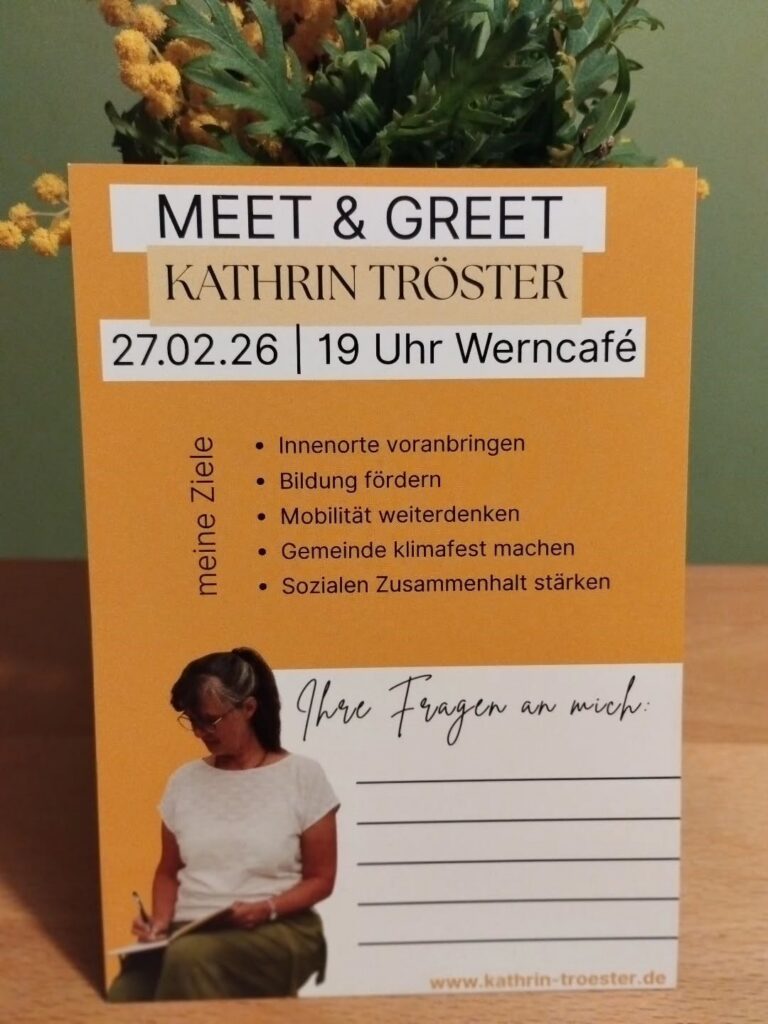 MEET & GREET
KATHRIN TRÖSTER
27.02.26 | 19 Uhr Werncafé
meine Ziele
• Innenorte voranbringen
• Bildung fördern
• Mobilität weiterdenken
• Gemeinde klimafest machen
• Sozialen Zusammenhalt stärken
Ihre Fragen an mich:
www.kathrin-troester.de